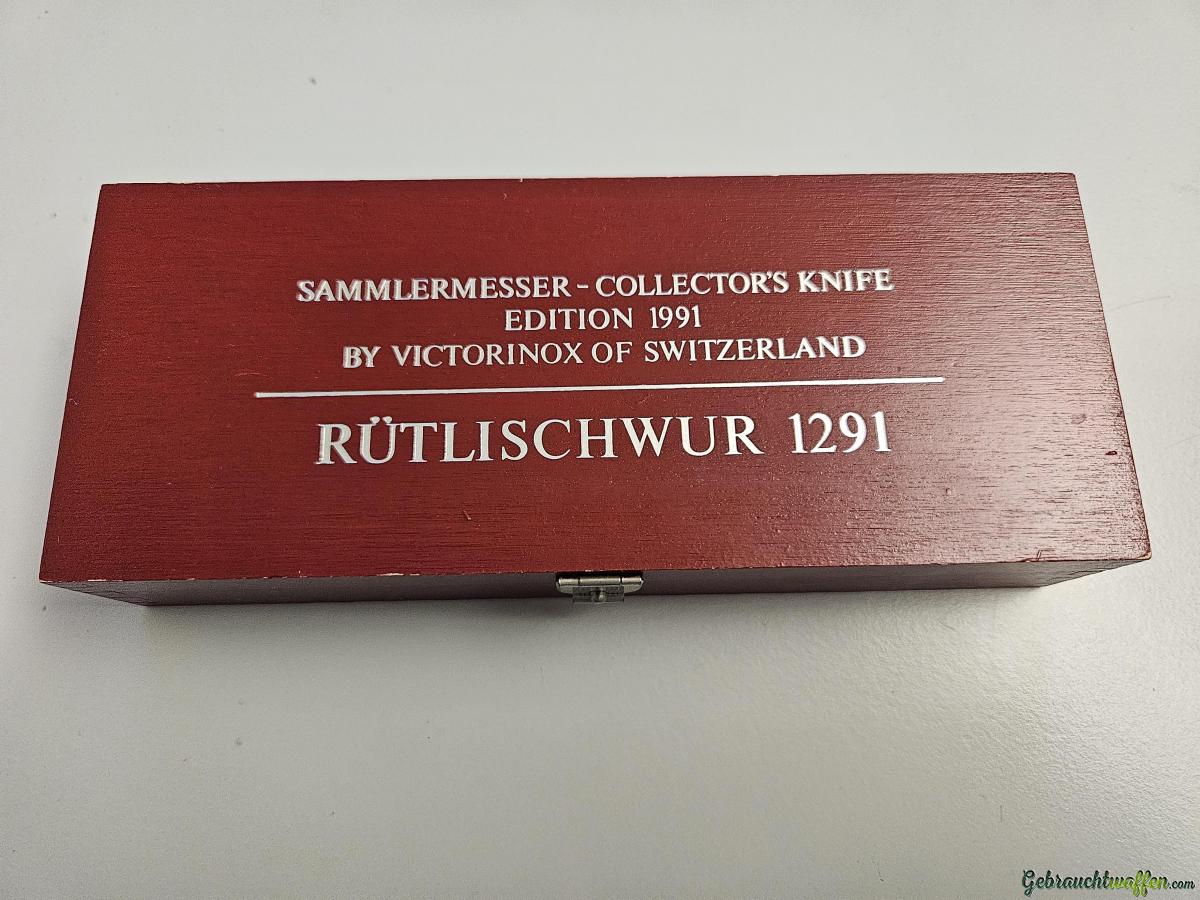 SAMMLERMESSER - COLLECTOR'S KNIFE
EDITION 1991
BY VICTORINOX OF SWITZERLAND
RÜTLISCHWUR 1291
Gebrauchtwaffen.com